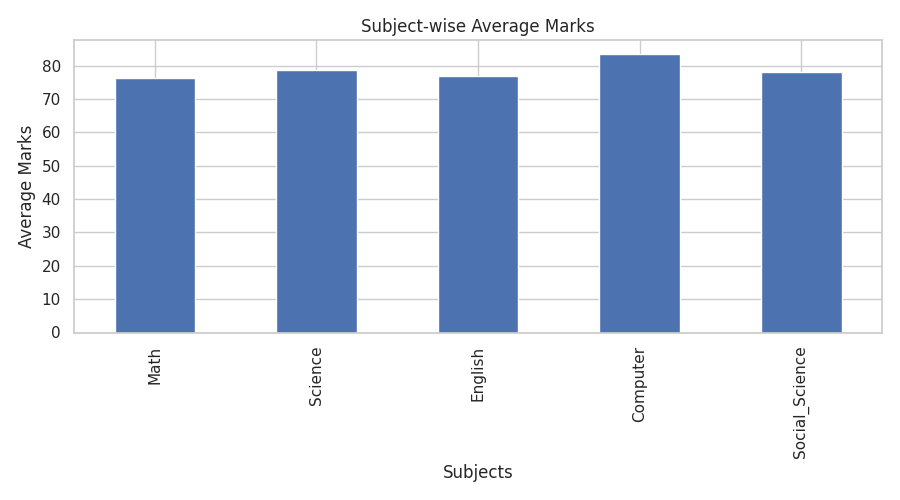 Subject-wise Average Marks
Average Marks
80
70
60
50
40
30
20
10
0
Math
Science
English
Computer
Social_Science
Subjects